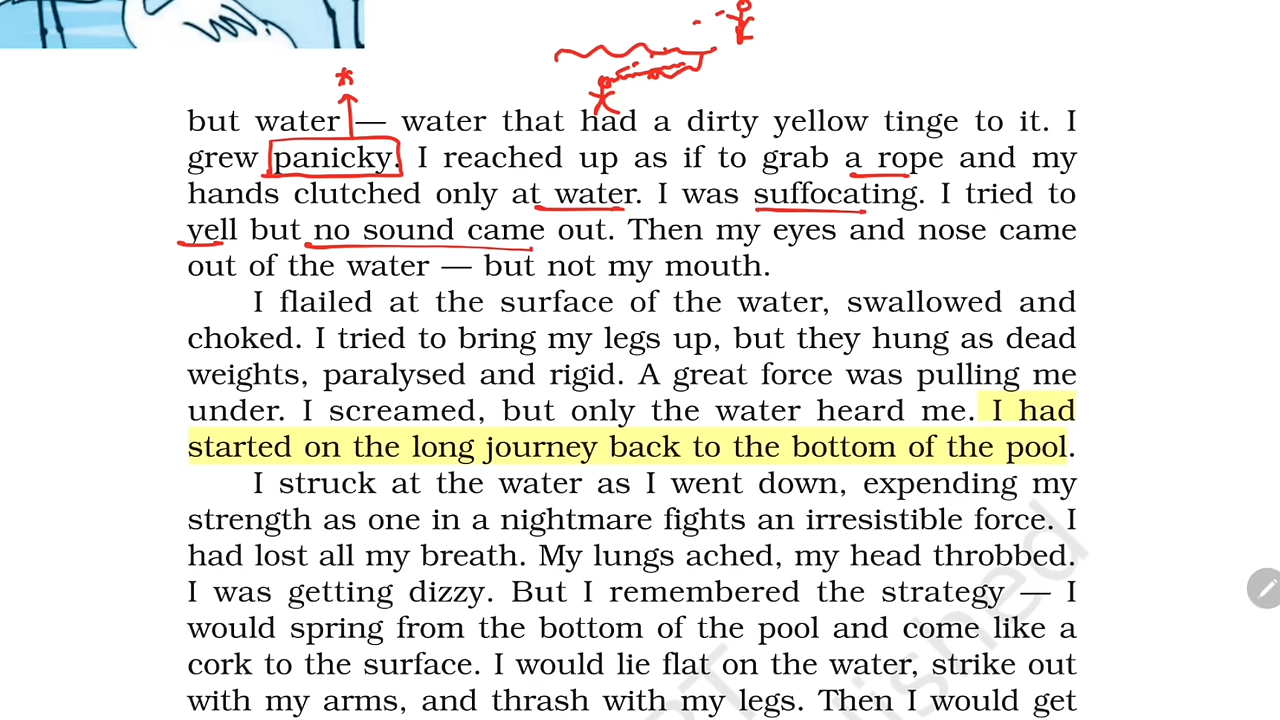 but water — water that had a dirty yellow tinge to it. I
grew panicky. I reached up as if to grab a rope and my
hands clutched only at water. I was suffocating. I tried to
yell but no sound came out. Then my eyes and nose came
out of the water — but not my mouth.
I flailed at the surface of the water, swallowed and
choked. I tried to bring my legs up, but they hung as dead
weights, paralysed and rigid. A great force was pulling me
under. I screamed, but only the water heard me. I had
started on the long journey back to the bottom of the pool.
I struck at the water as I went down, expending my
strength as one in a nightmare fights an irresistible force. I
had lost all my breath. My lungs ached, my head throbbed.
I was getting dizzy. But I remembered the strategy — I
would spring from the bottom of the pool and come like a
cork to the surface. I would lie flat on the water, strike out
with my arms, and thrash with my legs. Then I would get